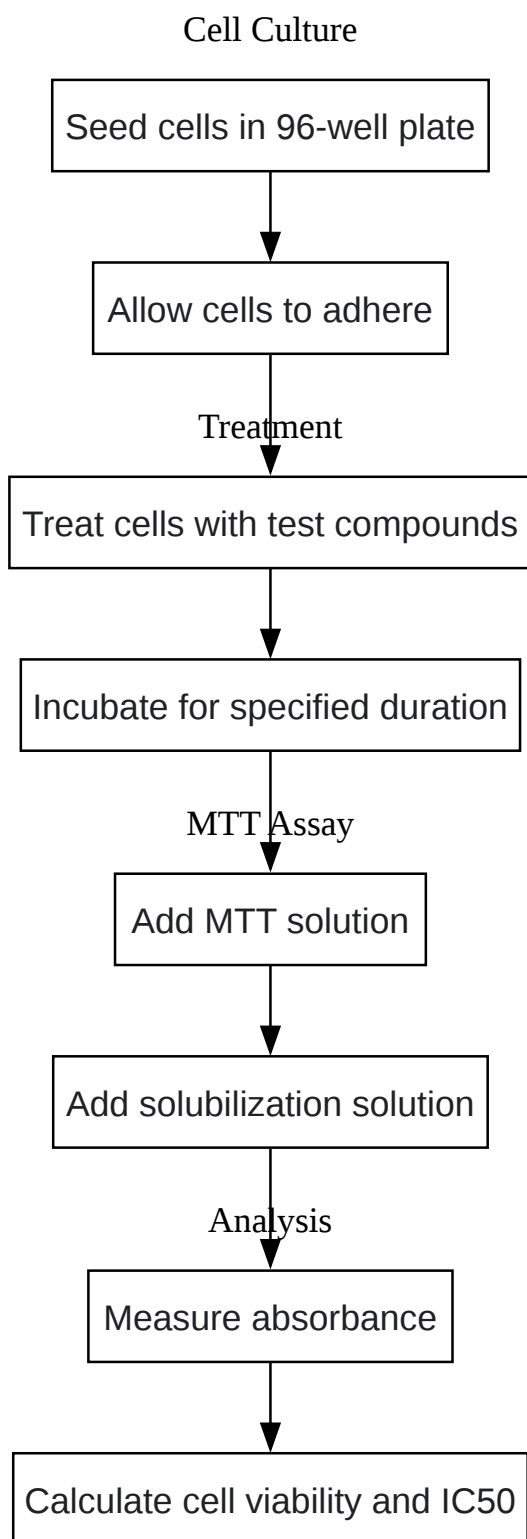 Cell Culture
Seed cells in 96-well plate
Allow cells to adhere
Treatment
Treat cells with test compounds
Incubate for specified duration
MTT Assay
Add MTT solution
Add solubilization solution
Analysis
Measure absorbance
Calculate cell viability and IC50